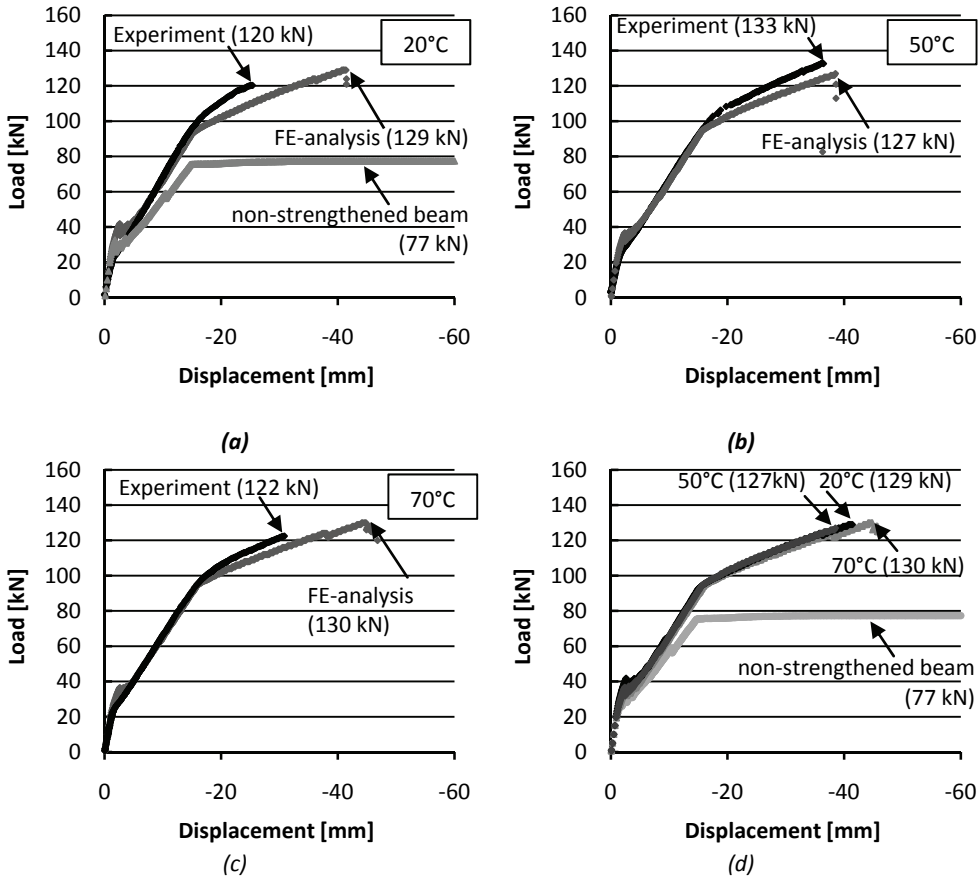 160
140
120
100
80
60
40
20
0
Load [kN]
Experiment (120 kN)
20°C
FE-analysis (129 kN)
non-strengthened beam
(77 kN)
0 -20 -40 -60
Displacement [mm]
(a)
160
140
120
100
80
60
40
20
0
Load [kN]
Experiment (133 kN)
50°C
FE-analysis (127 kN)
0 -20 -40 -60
Displacement [mm]
(b)
160
140
120
100
80
60
40
20
0
Load [kN]
Experiment (122 kN)
70°C
FE-analysis
(130 kN)
0 -20 -40 -60
Displacement [mm]
(c)
160
140
120
100
80
60
40
20
0
Load [kN]
50°C (127kN) 20°C (129 kN)
70°C (130 kN)
non-strengthened beam
(77 kN)
0 -20 -40 -60
Displacement [mm]
(d)